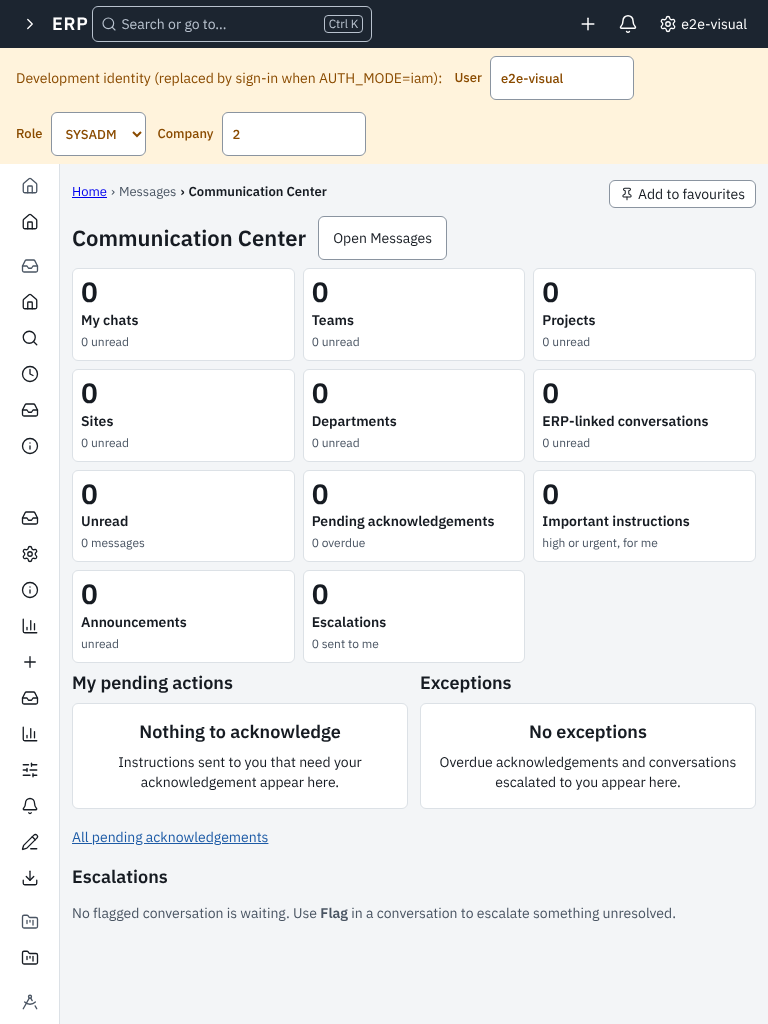 ERP
Search or go to...
Ctrl K
e2e-visual
Development identity (replaced by sign-in when AUTH_MODE=iam):
User
e2e-visual
Role
SYSADM
Company
2
Home › Messages › Communication Center
Add to favourites
Communication Center
Open Messages
0
My chats
0 unread
0
Teams
0 unread
0
Projects
0 unread
0
Sites
0 unread
0
Departments
0 unread
0
ERP-linked conversations
0 unread
0
Unread
0 messages
0
Pending acknowledgements
0 overdue
0
Important instructions
high or urgent, for me
0
Announcements
unread
0
Escalations
0 sent to me
My pending actions
Nothing to acknowledge
Instructions sent to you that need your
acknowledgement appear here.
Exceptions
No exceptions
Overdue acknowledgements and conversations
escalated to you appear here.
All pending acknowledgements
Escalations
No flagged conversation is waiting. Use Flag in a conversation to escalate something unresolved.